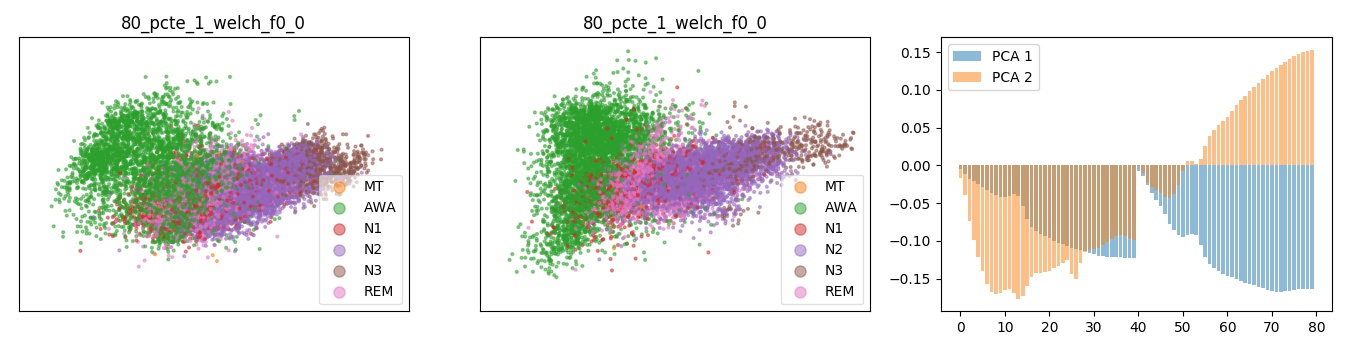 80_pcte_1_welch_f0_0
MT
AWA
N1
N2
N3
REM
80_pcte_1_welch_f0_0
MT
AWA
N1
N2
N3
REM
PCA 1
PCA 2
0.15
0.10
0.05
0.00
−0.05
−0.10
−0.15
0 10 20 30 40 50 60 70 80